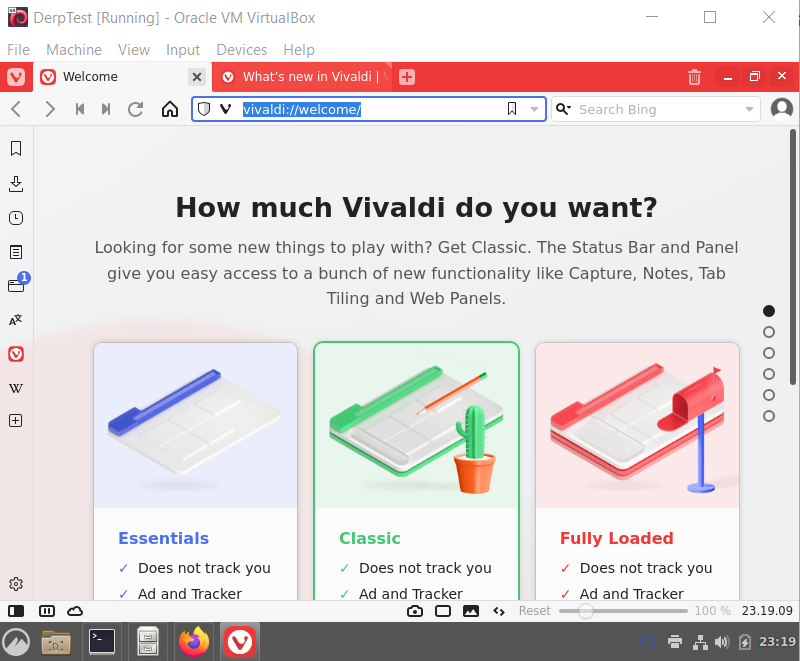 DerpTest [Running] - Oracle VM VirtualBox
File Machine View Input Devices Help
Welcome
What's new in Vivaldi |
vivaldi://welcome/
Search Bing
How much Vivaldi do you want?
Looking for some new things to play with? Get Classic. The Status Bar and Panel
give you easy access to a bunch of new functionality like Capture, Notes, Tab
Tiling and Web Panels.
1
W
Essentials
✓ Does not track you
✓ Ad and Tracker
Classic
✓ Does not track you
✓ Ad and Tracker
Fully Loaded
✓ Does not track you
✓ Ad and Tracker
Reset 100 % 23.19.09
23:19